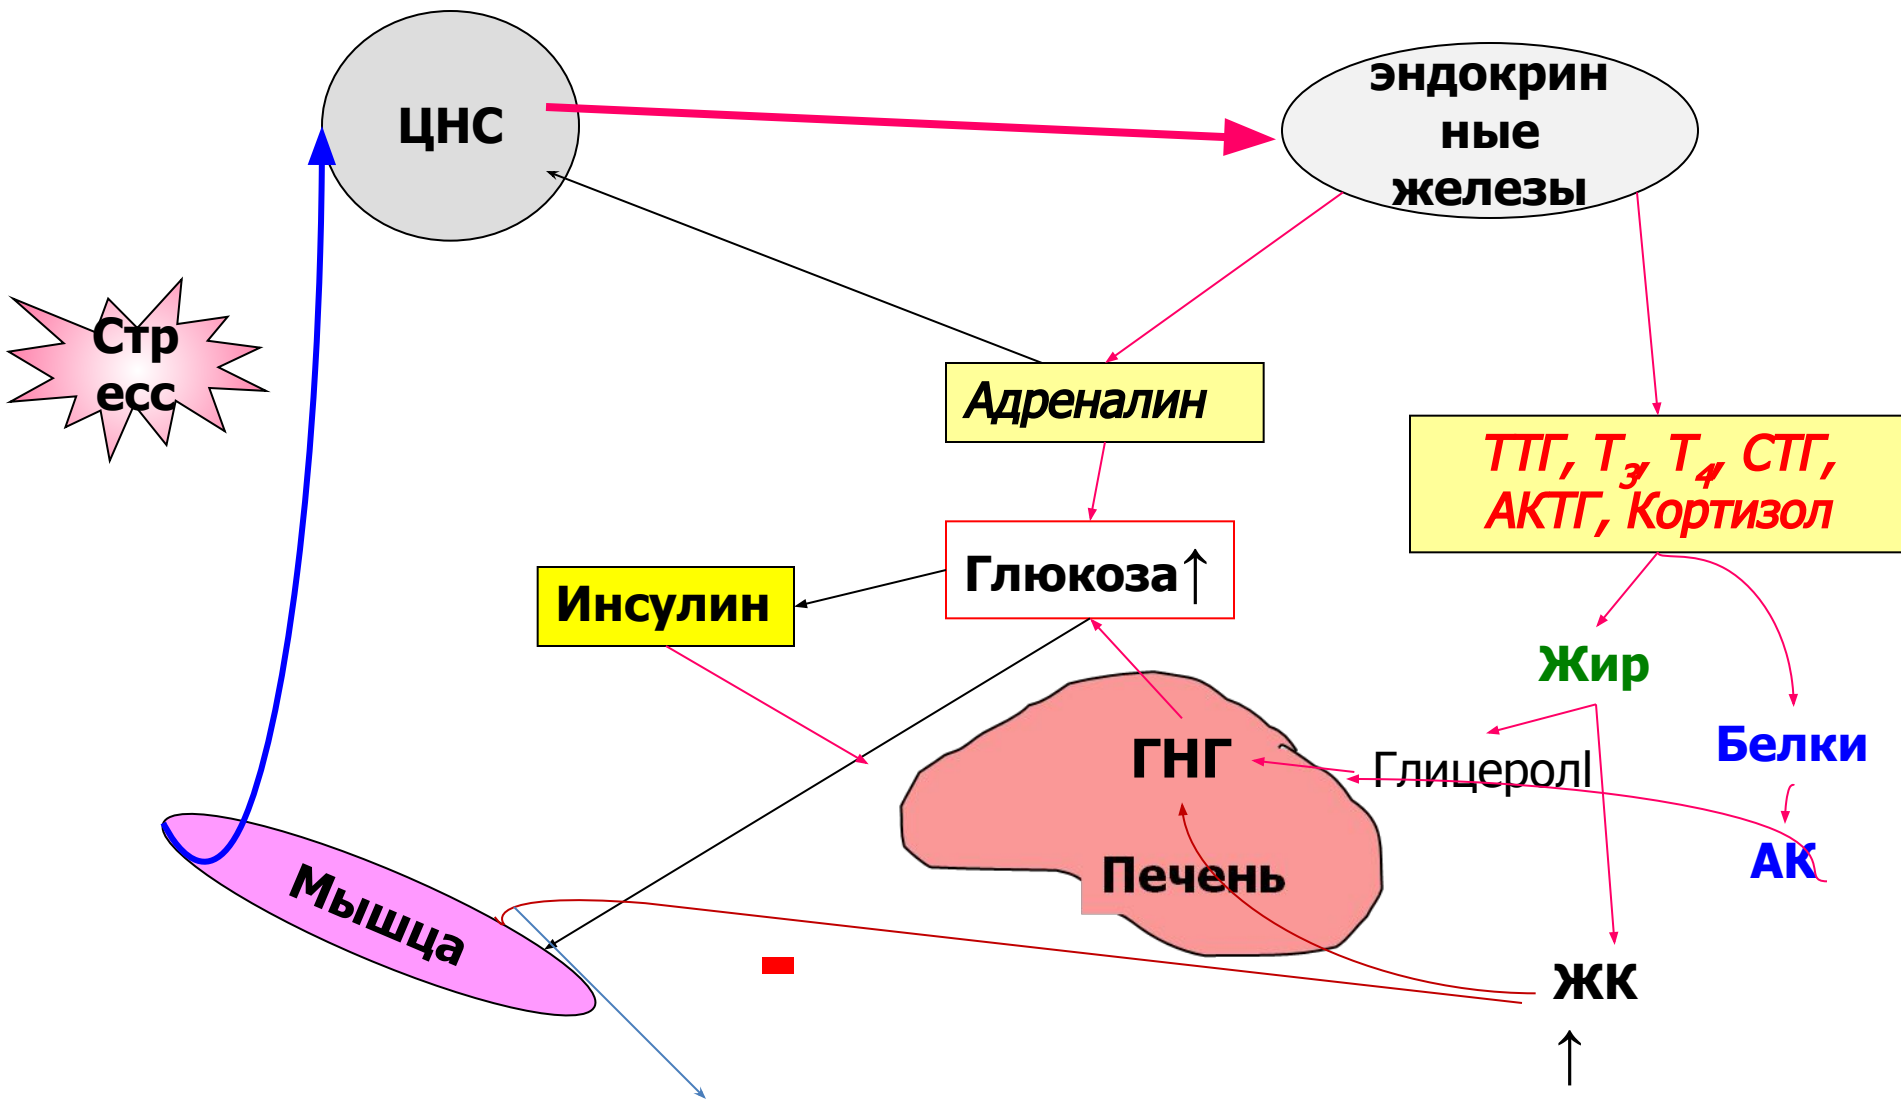 ЦНС
эндокрин
ные
железы
Стр
есс
Адреналин
ТТГ, Т3, Т4, СТГ,
АКТГ, Кортизол
Глюкоза↑
Инсулин
Жир
Белки
ГНГ
Глицеролl
АК
Печень
Мышца
-
ЖК
↑